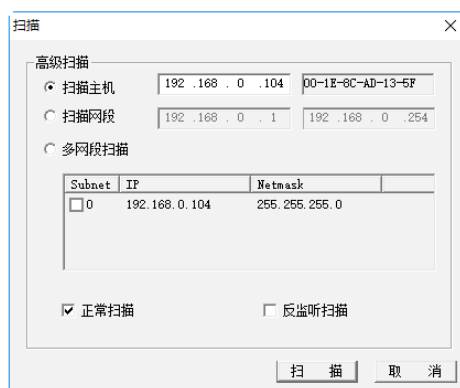 扫描
高级扫描
扫描主机 192 .168 . 0 .104 00-1E-8C-AD-13-5F
扫描网段 192 .168 . 0 . 1 192 .168 . 0 .254
多网段扫描
Subnet IP Netmask
0 192.168.0.104 255.255.255.0
正常扫描 反监听扫描
扫 描 取 消